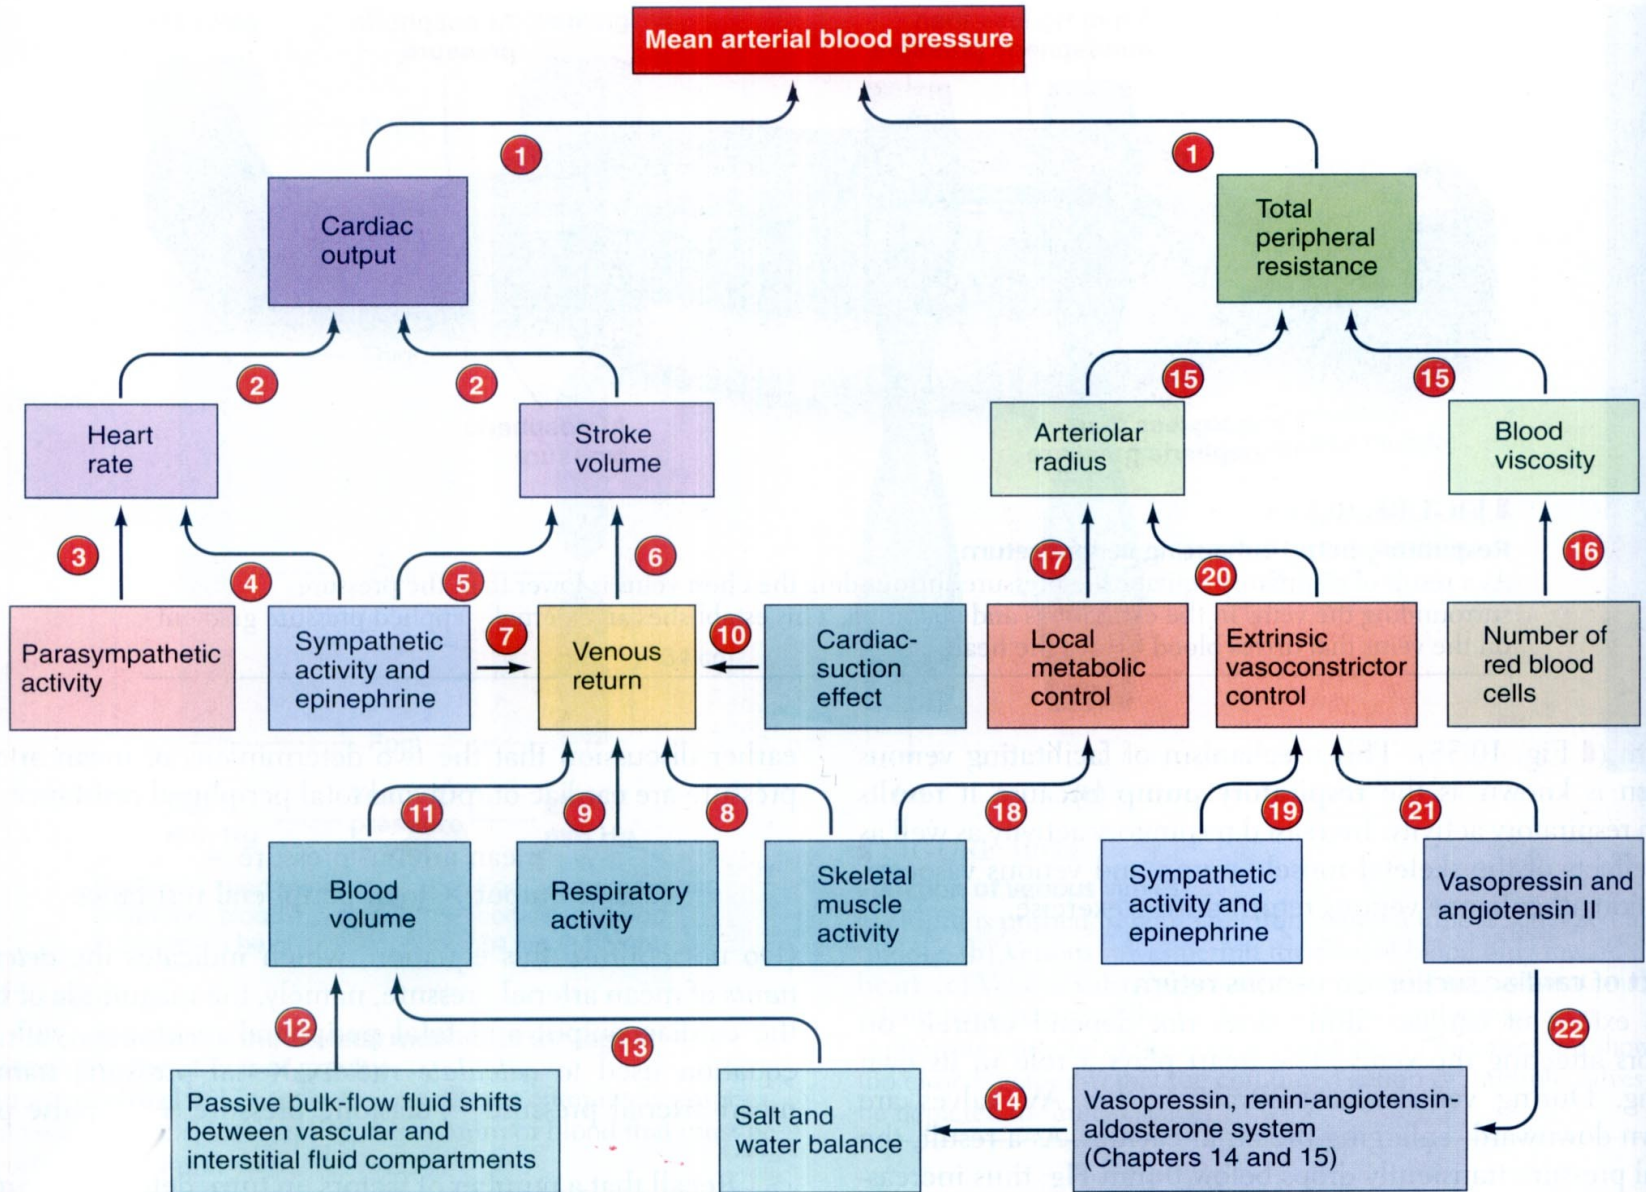 Mean arterial blood pressure
1
1
Cardiac
output
Total
peripheral
resistance
2
2
15
15
Heart
rate
Stroke
volume
Arteriolar
radius
Blood
viscosity
3
4
5
6
17
20
16
Parasympathetic
activity
Sympathetic
activity and
epinephrine
7
Venous
return
10
Cardiac-
suction
effect
Local
metabolic
control
Extrinsic
vasoconstrictor
control
Number of
red blood
cells
11
9
8
18
19
21
Blood
volume
Respiratory
activity
Skeletal
muscle
activity
Sympathetic
activity and
epinephrine
Vasopressin and
angiotensin II
12
13
22
Passive bulk-flow fluid shifts
between vascular and
interstitial fluid compartments
Salt and
water balance
14
Vasopressin, renin-angiotensin-
aldosterone system
(Chapters 14 and 15)